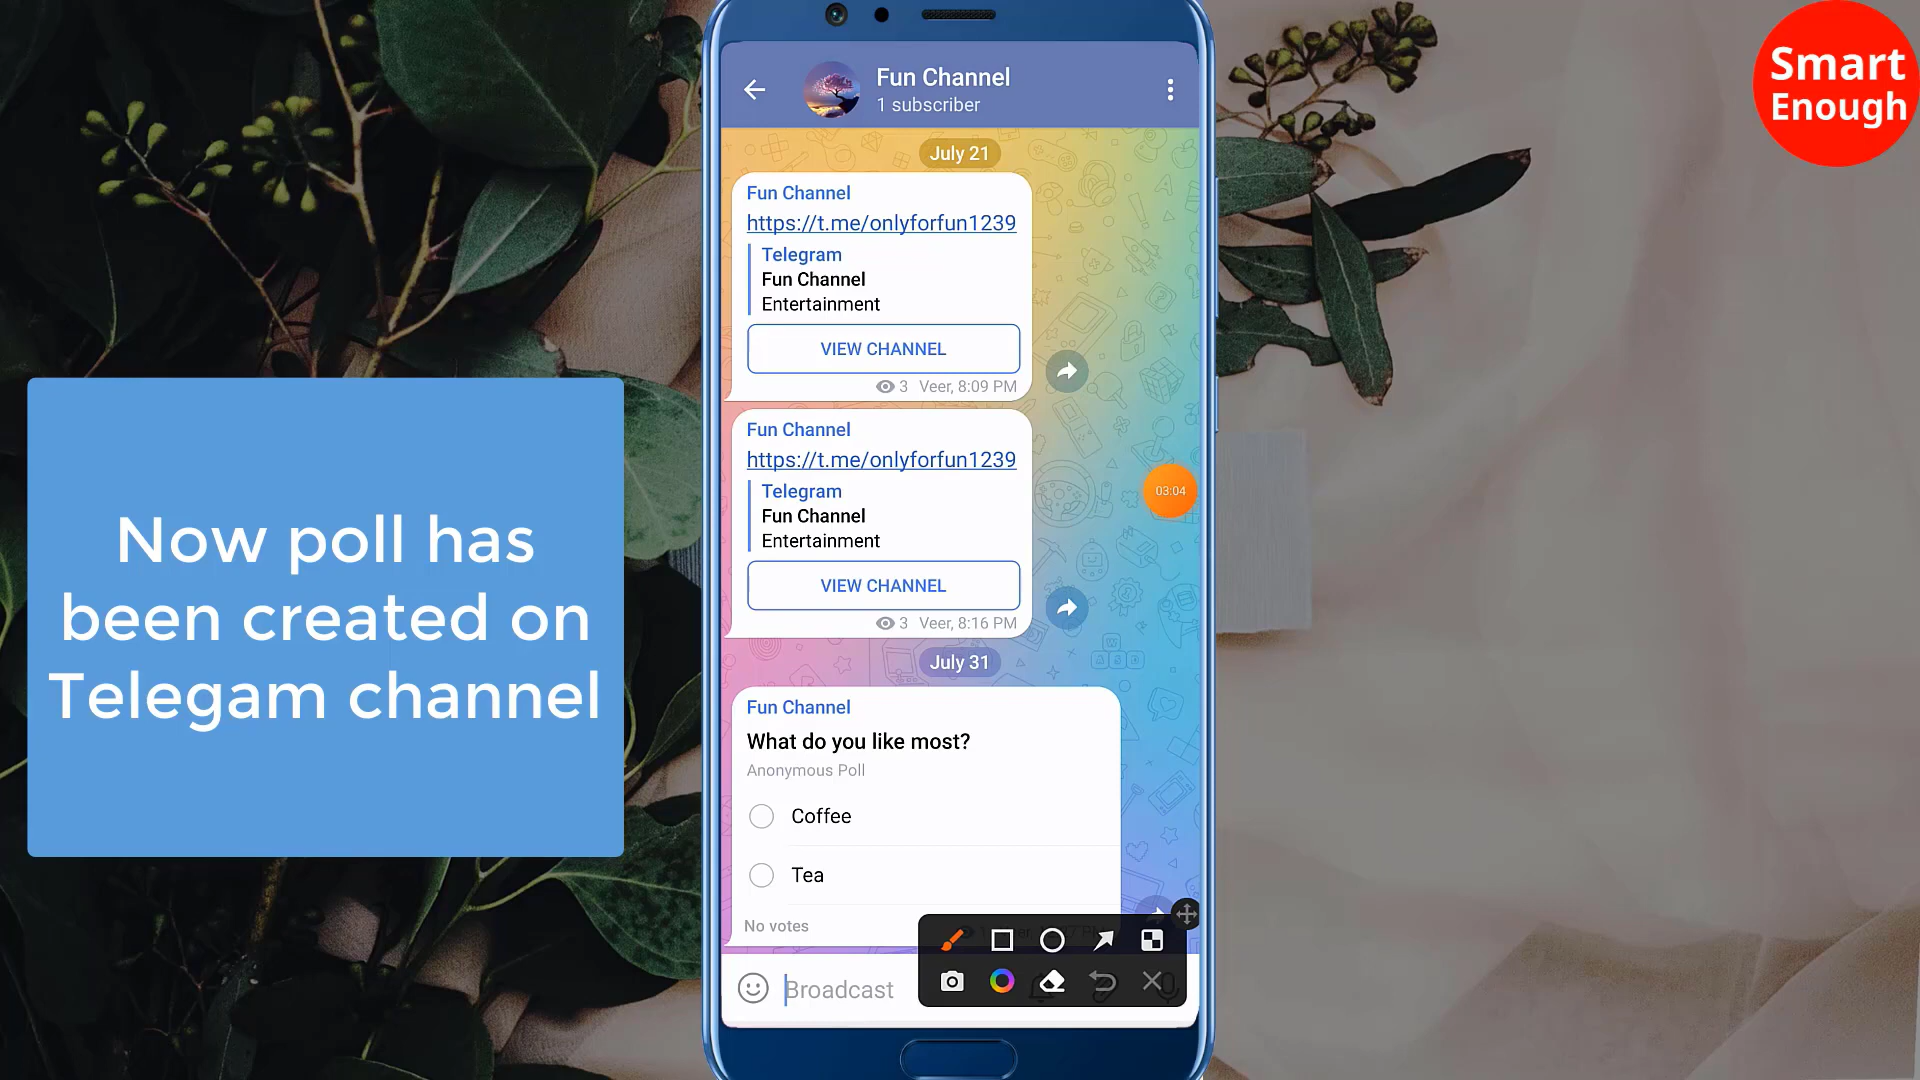 Smart
Enough
Fun Channel
1 subscriber
July 21
Fun Channel
https://t.me/onlyforfun1239
Telegram
Fun Channel
Entertainment
VIEW CHANNEL
3 Veer, 8:09 PM
Fun Channel
https://t.me/onlyforfun1239
Telegram
Fun Channel
Entertainment
VIEW CHANNEL
3 Veer, 8:16 PM
03:04
July 31
Fun Channel
What do you like most?
Anonymous Poll
Coffee
Tea
No votes
Broadcast
Now poll has
been created on
Telegam channel